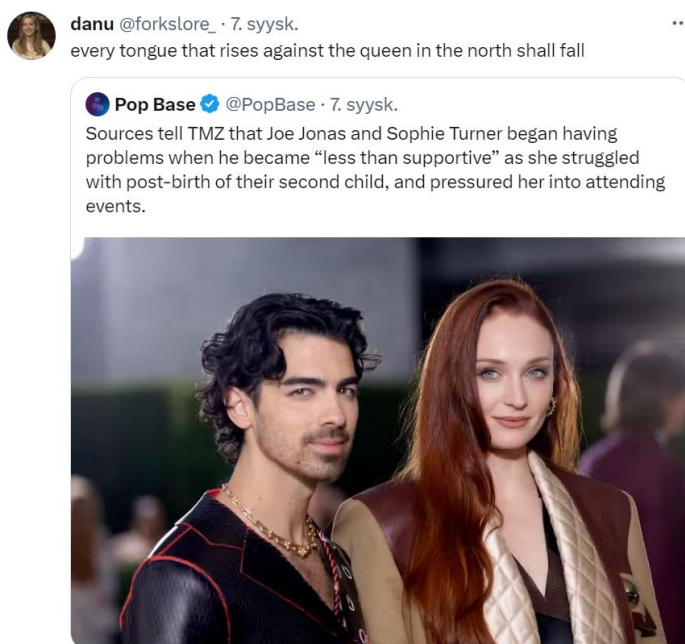 danu @forkslore_ · 7. syysk.
every tongue that rises against the queen in the north shall fall
Pop Base @PopBase · 7. syysk.
Sources tell TMZ that Joe Jonas and Sophie Turner began having
problems when he became “less than supportive” as she struggled
with post-birth of their second child, and pressured her into attending
events.